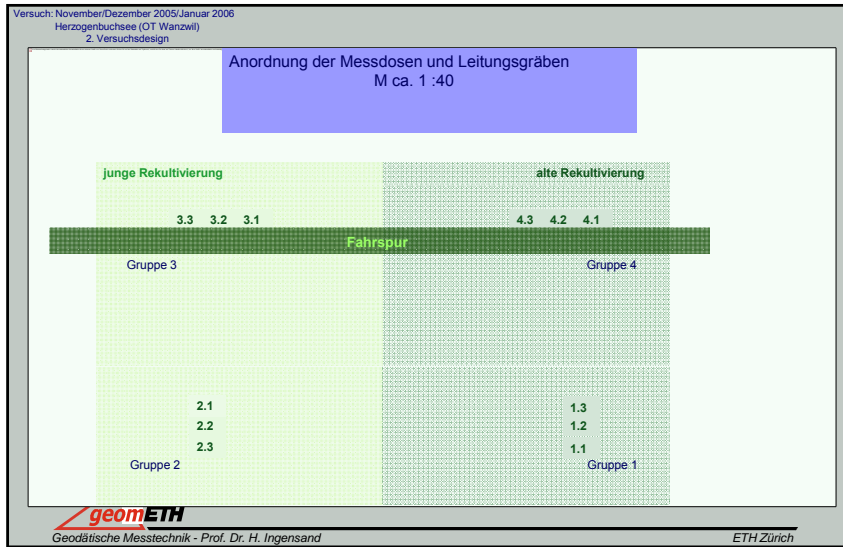 Versuch: November/Dezember 2005/Januar 2006
Herzogenbuchsee (OT Wanzwil)
2. Versuchsdesign
Anordnung der Messdosen und Leitungsgräben
M ca. 1 :40
junge Rekultivierung alte Rekultivierung
3.3 3.2 3.1 4.3 4.2 4.1
Fahrspur
Gruppe 3 Gruppe 4
2.1 1.3
2.2 1.2
2.3 1.1
Gruppe 2 Gruppe 1
geomETH
Geodätische Messtechnik - Prof. Dr. H. Ingensand ETH Zürich